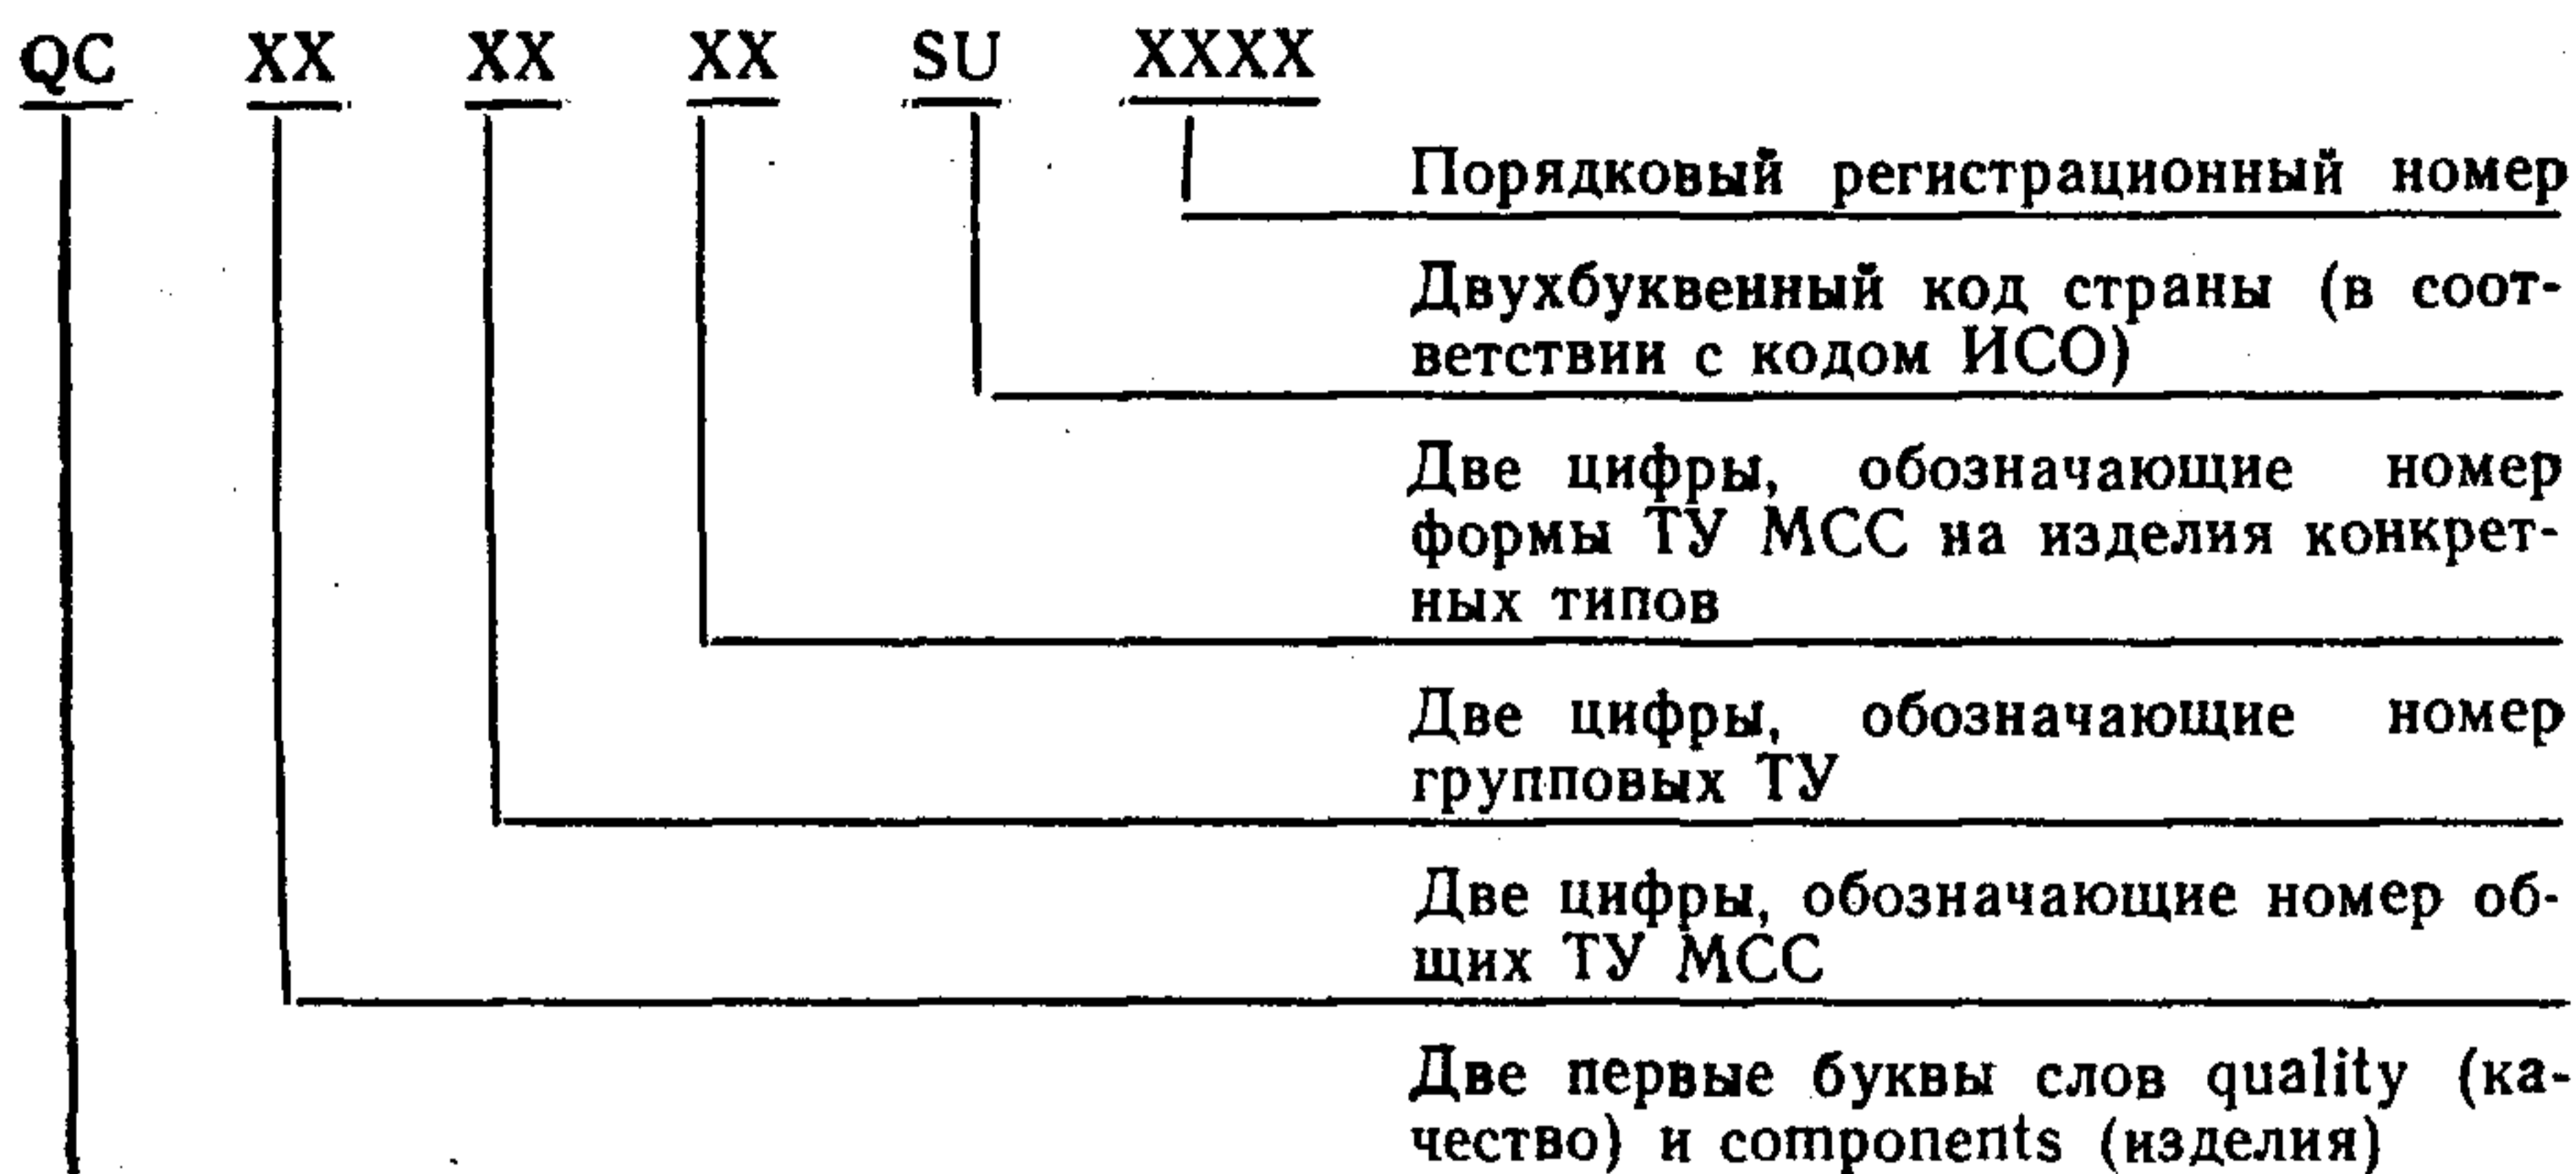 QC XX XX XX SU XXXX
Порядковый регистрационный номер
Двухбуквенный код страны (в соот-
ветствии с кодом ИСО)
Две цифры, обозначающие номер
формы ТУ МСС на изделия конкрет-
ных типов
Две цифры, обозначающие номер
групповых ТУ
Две цифры, обозначающие номер об-
щих ТУ МСС
Две первые буквы слов quality (ка-
чество) и components (изделия)